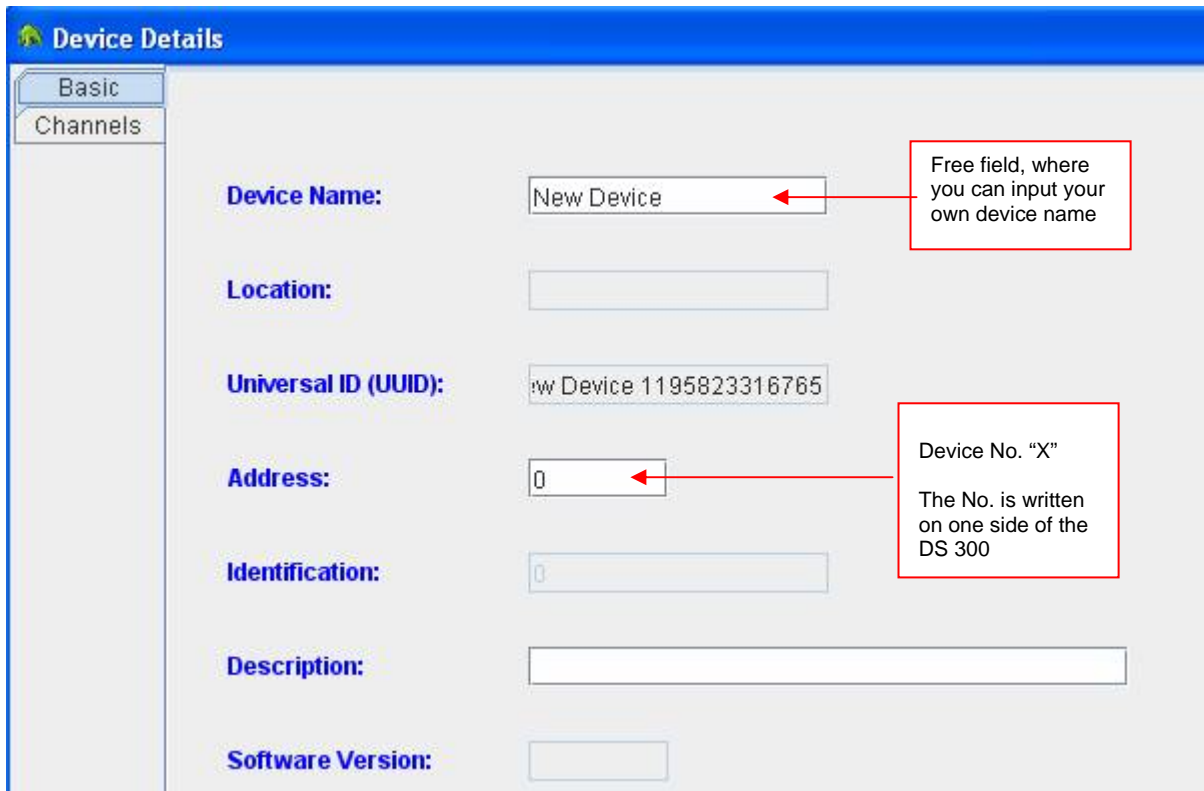 Device Details
Basic
Channels
Device Name:
New Device
Free field, where
you can input your
own device name
Location:
Universal ID (UUID):
w Device 1195823316765
Address:
0
Device No. “X”
The No. is written
on one side of the
DS 300
Identification:
0
Description:
Software Version: